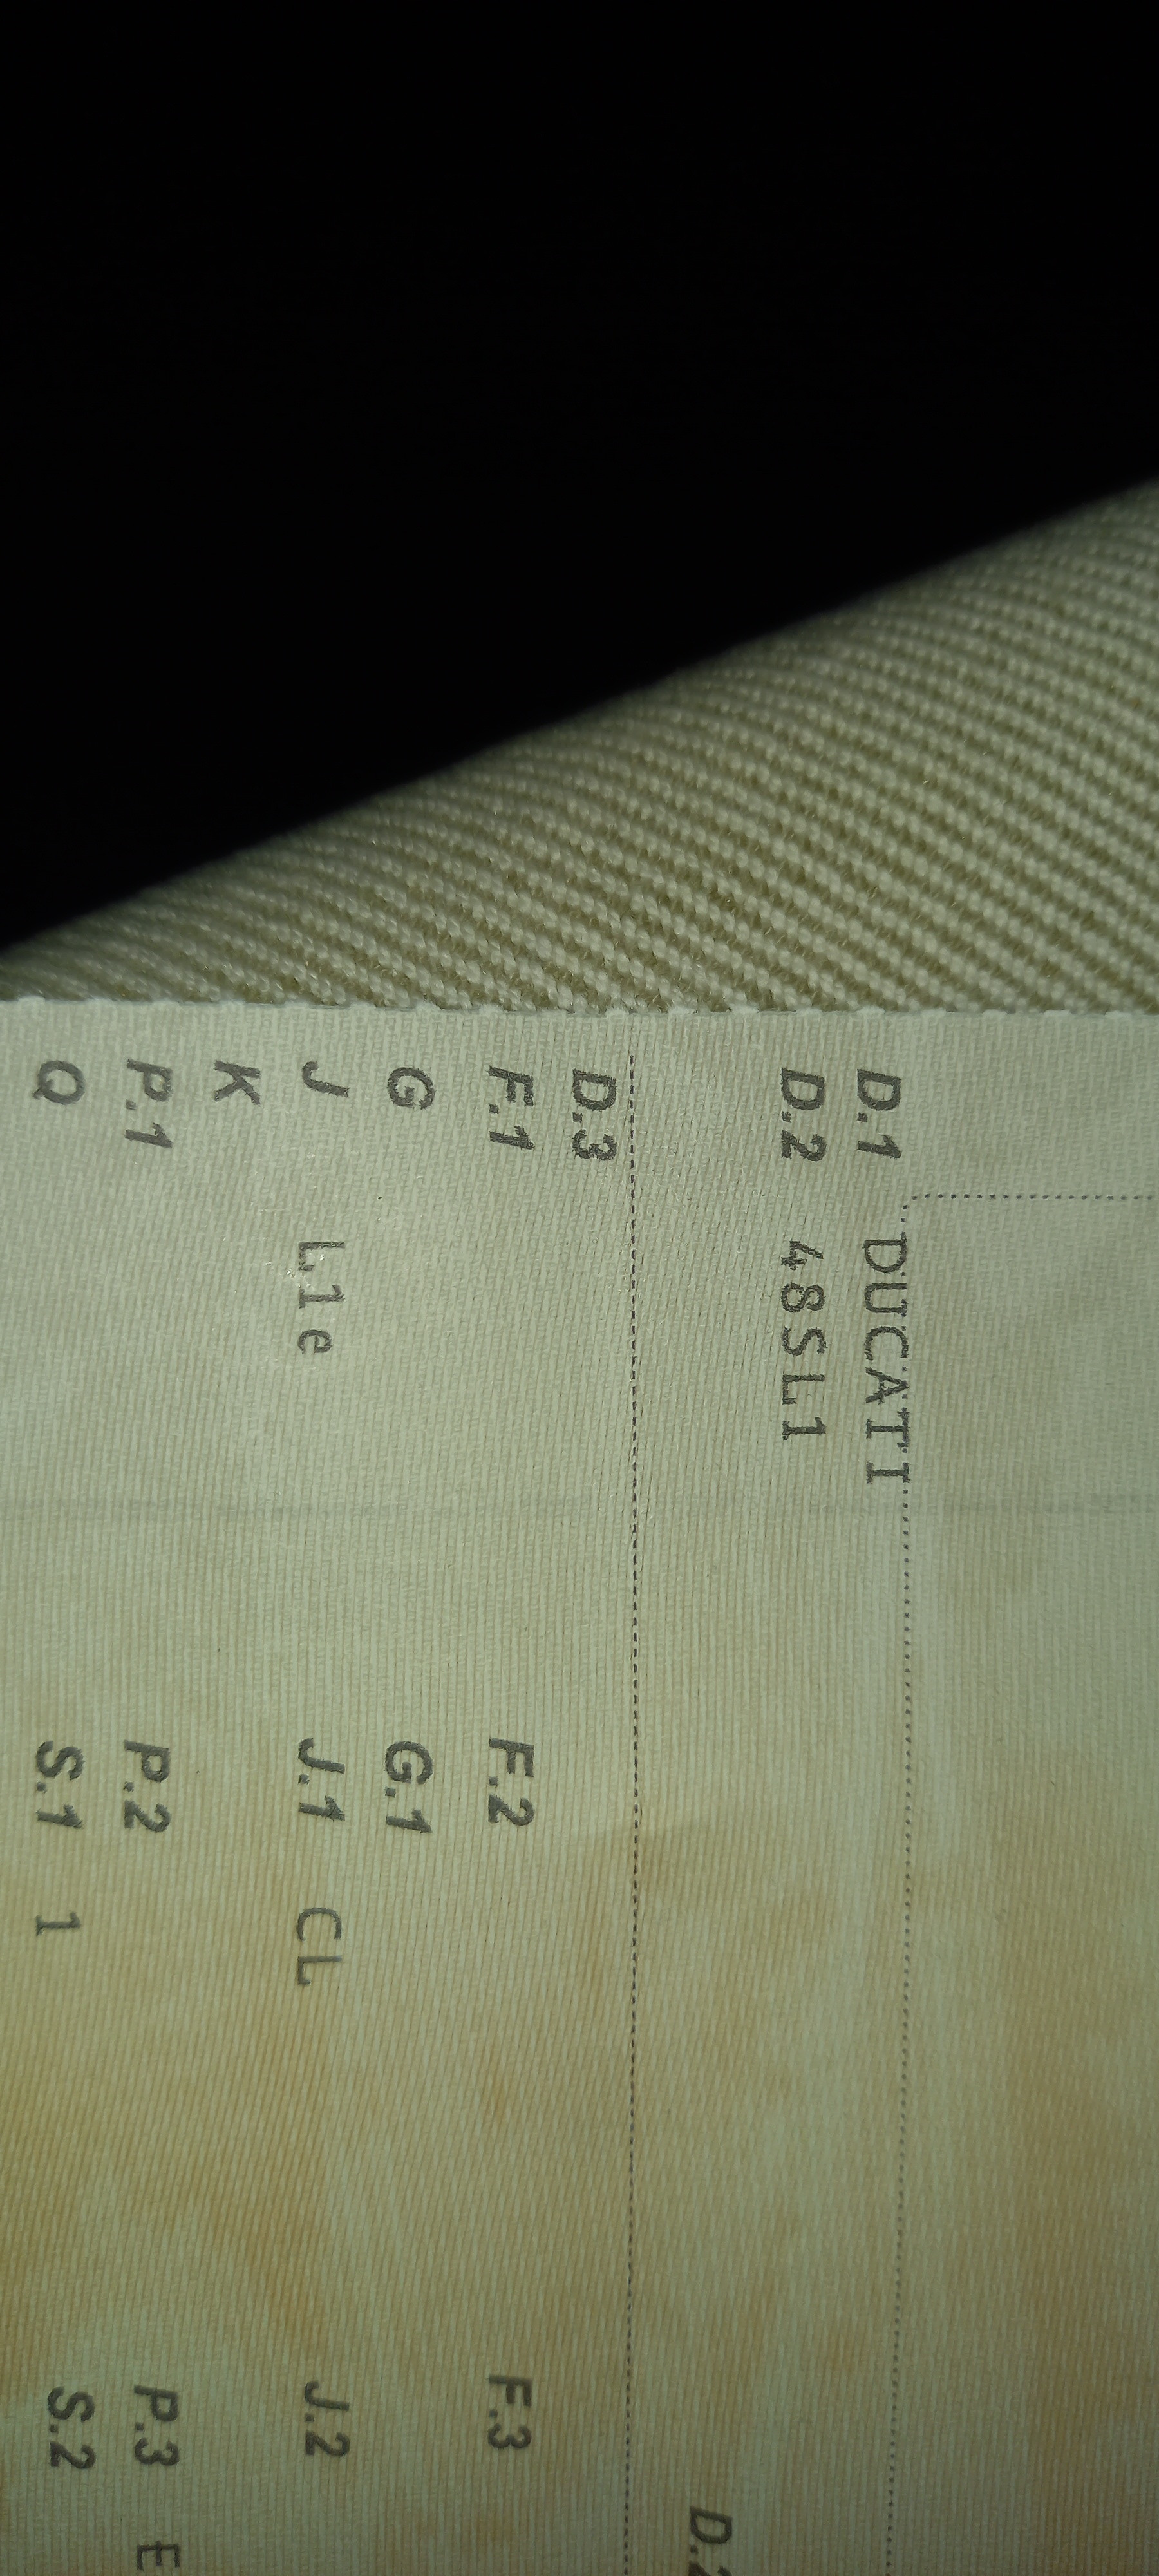 D.1 DUCATI
D.2 48SL1
D.3
F.1 F.2 F.3
G G.1
J L1e J.1 CL J.2
K
P.1 P.2 P.3
Q S.1 1 S.2